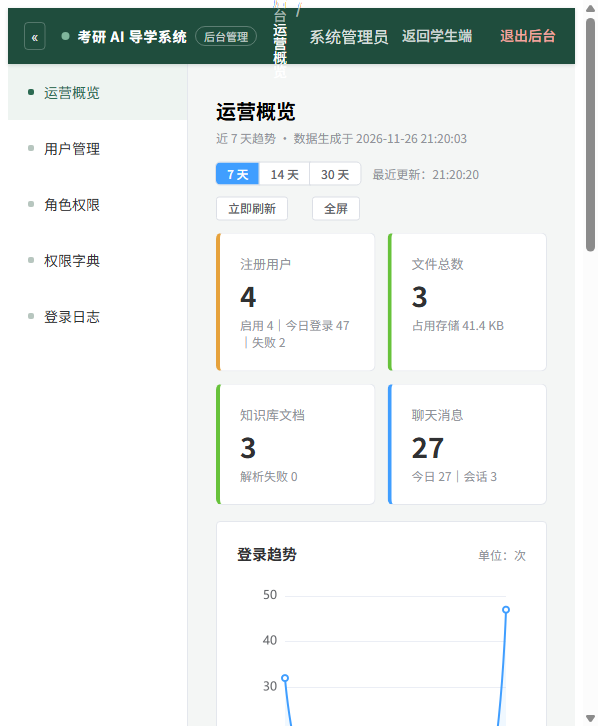 «
考研 AI 导学系统
后台管理
台 /
运营概览
系统管理员
返回学生端
退出后台
运营概览
用户管理
角色权限
权限字典
登录日志
运营概览
近 7 天趋势 · 数据生成于 2026-11-26 21:20:03
7 天
14 天
30 天
最近更新：21:20:20
立即刷新
全屏
注册用户
4
启用 4｜今日登录 47
｜失败 2
文件总数
3
占用存储 41.4 KB
知识库文档
3
解析失败 0
聊天消息
27
今日 27｜会话 3
登录趋势
单位：次
50
40
30